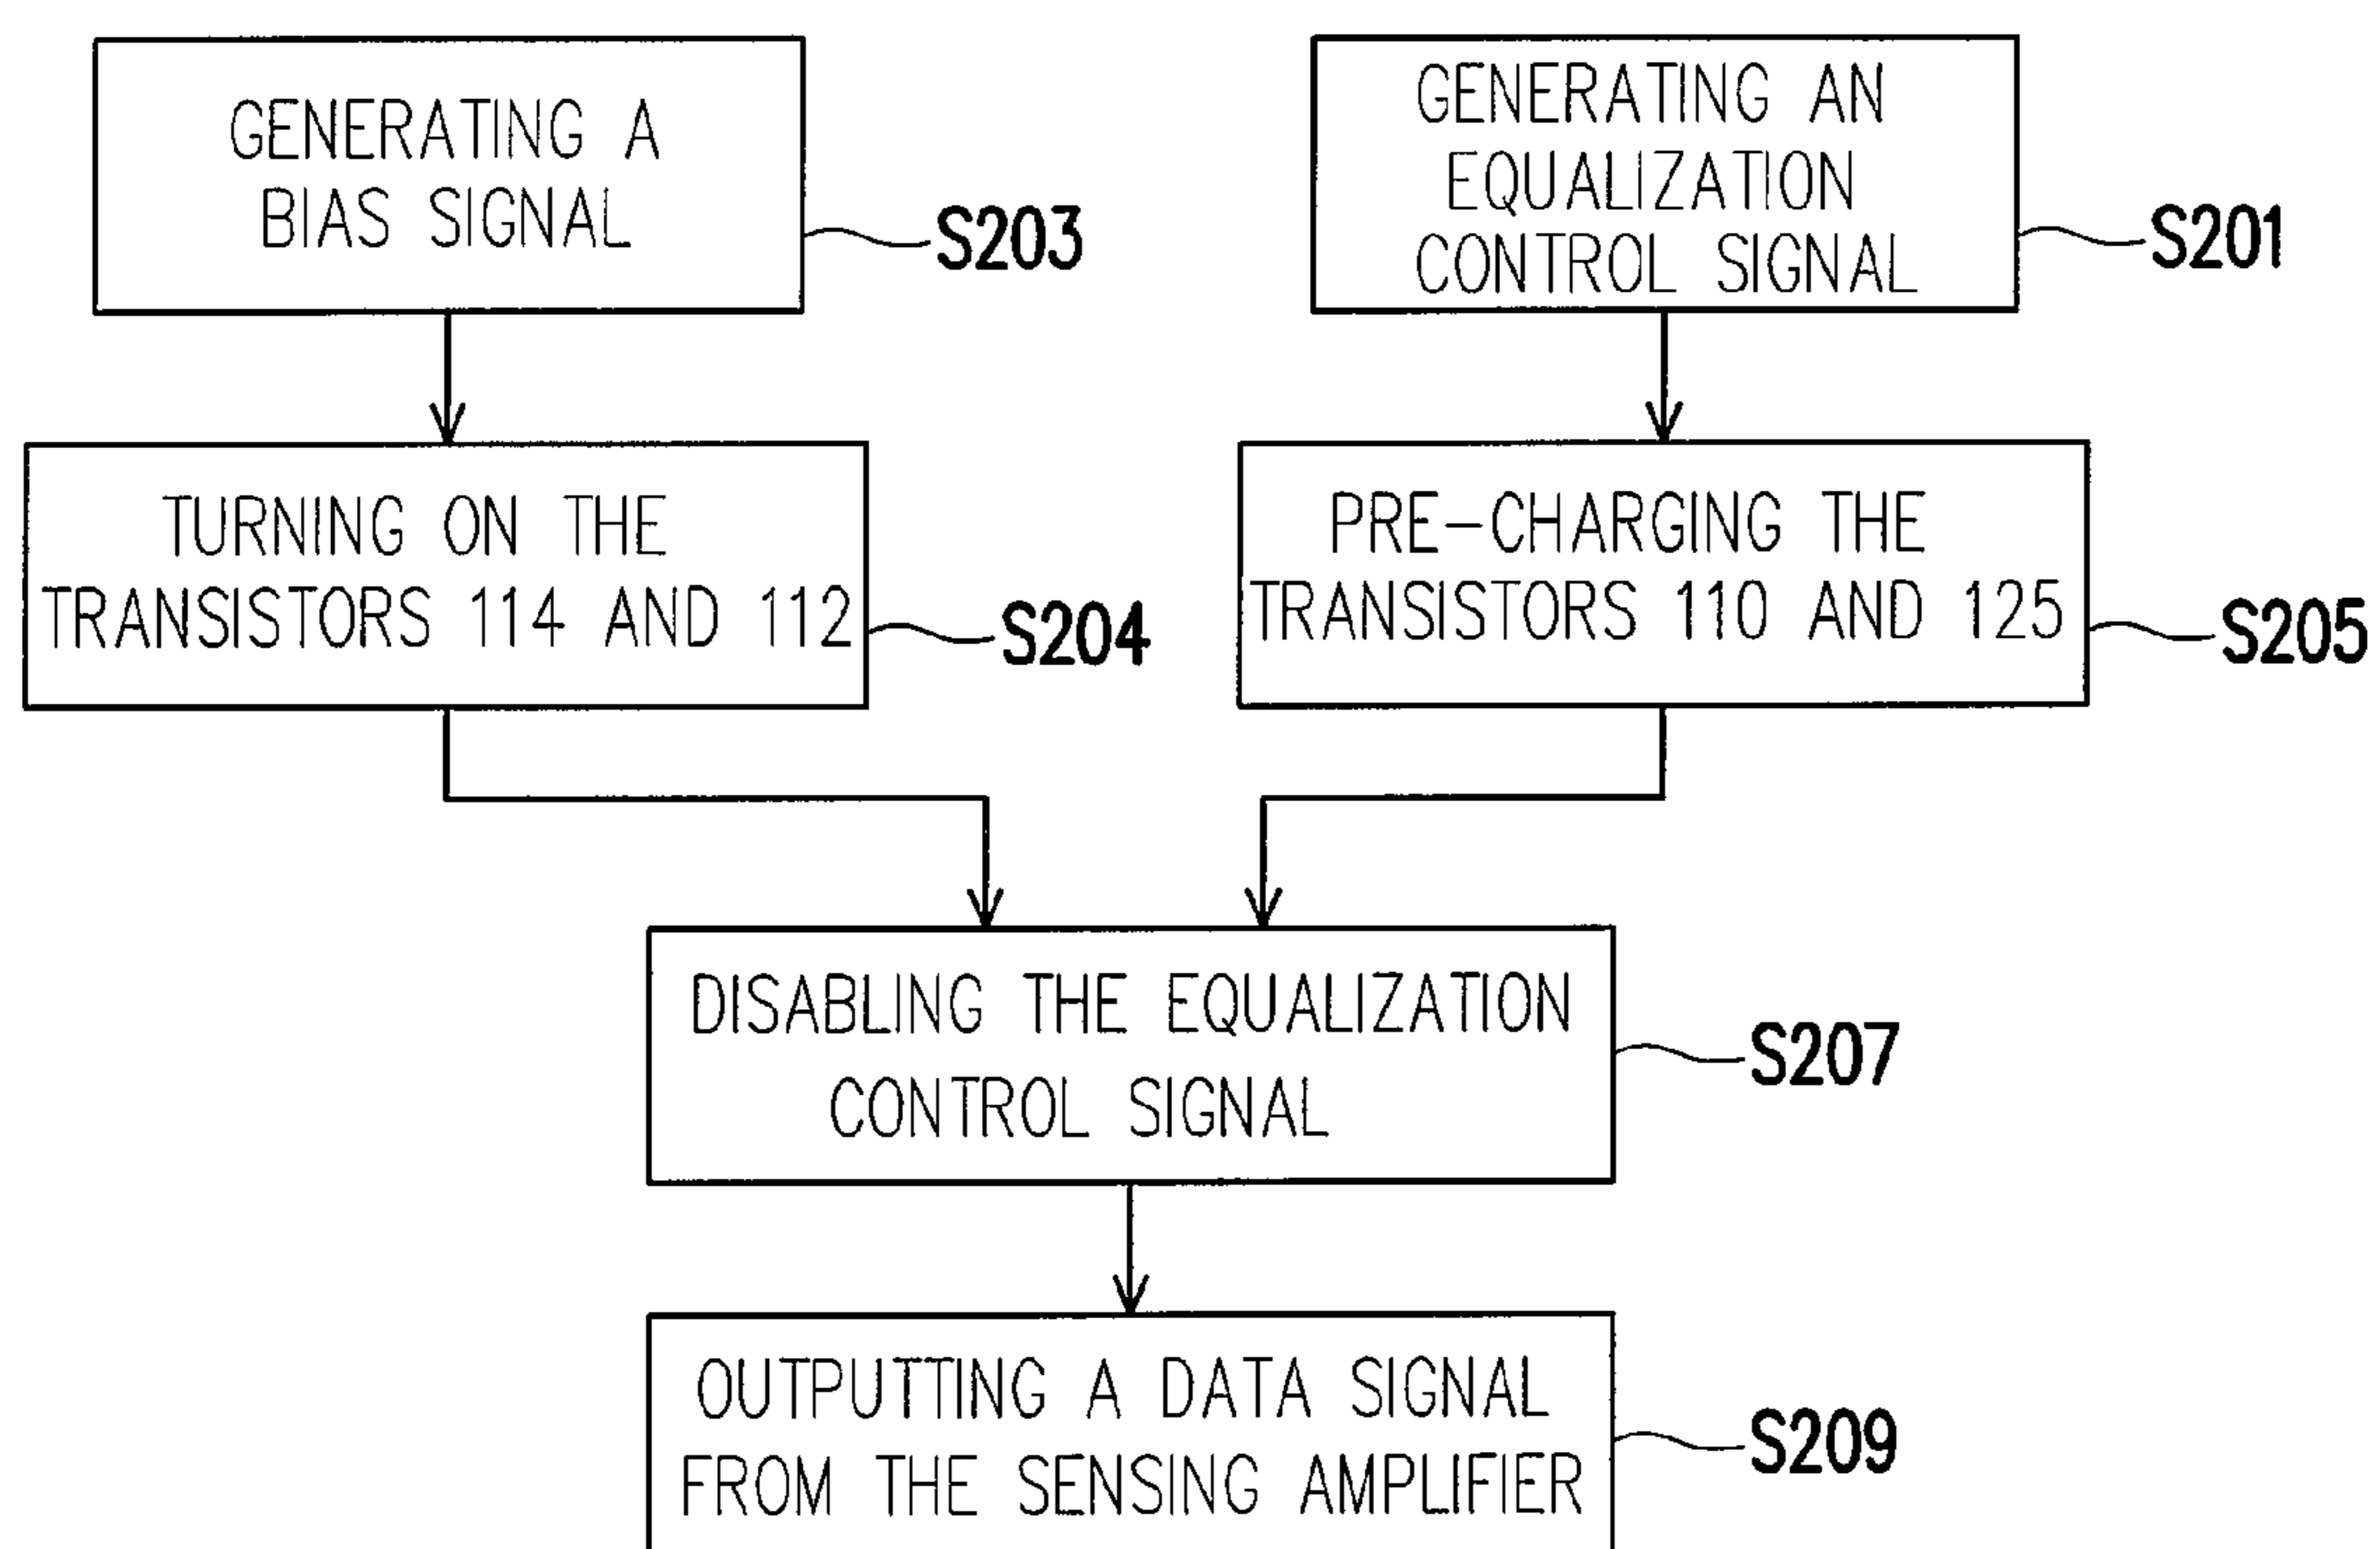 GENERATING A
BIAS SIGNAL
S203
GENERATING AN
EQUALIZATION
CONTROL SIGNAL
S201
TURNING ON THE
TRANSISTORS 114 AND 112
S204
PRE-CHARGING THE
TRANSISTORS 110 AND 125
S205
DISABLING THE EQUALIZATION
CONTROL SIGNAL
S207
OUTPUTTING A DATA SIGNAL
FROM THE SENSING AMPLIFIER
S209